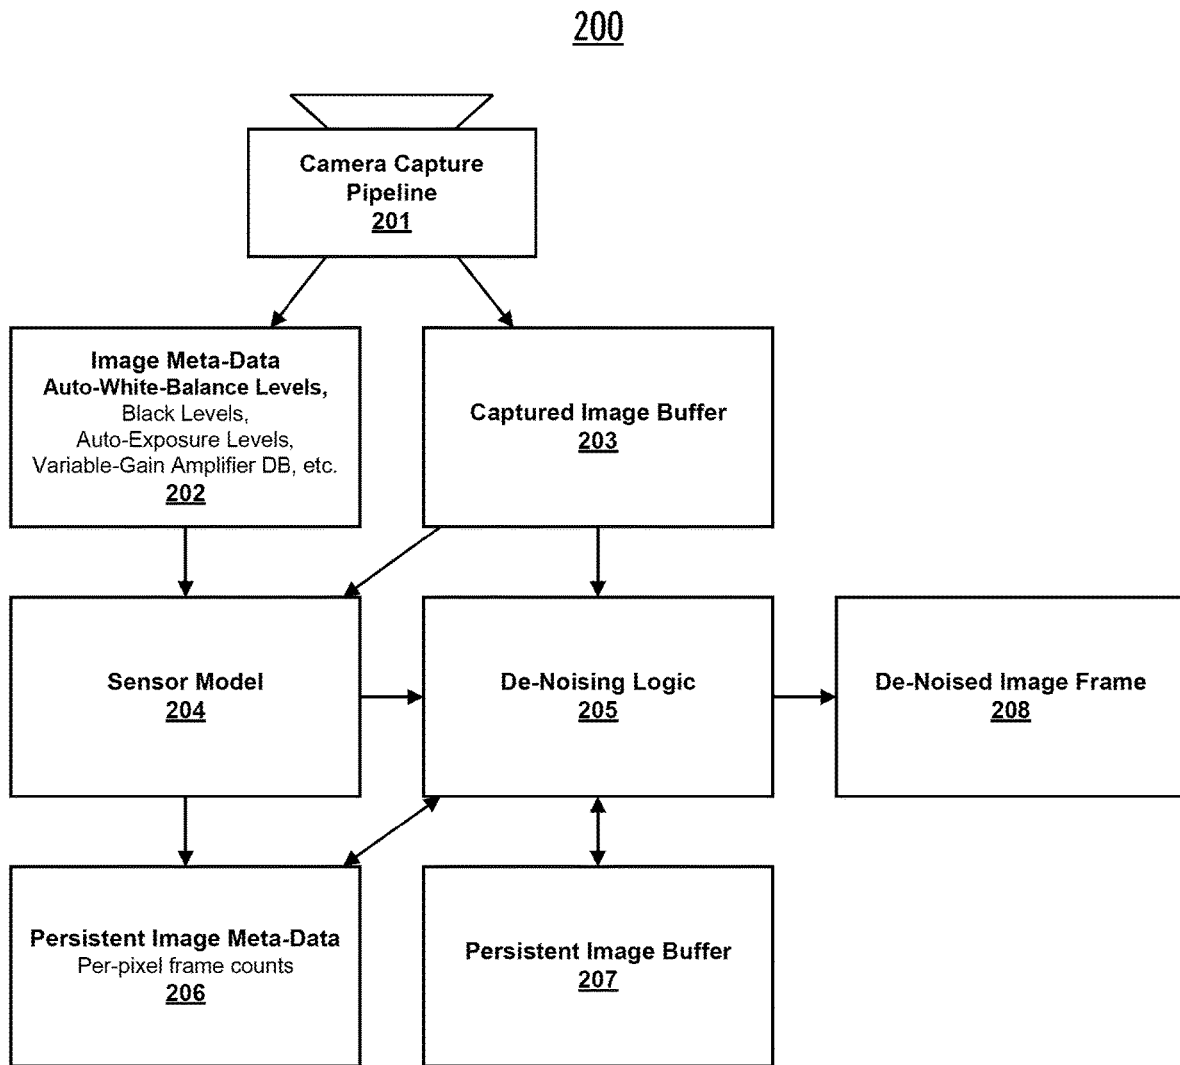 200
Camera Capture
Pipeline
201
Image Meta-Data
Auto-White-Balance Levels,
Black Levels,
Auto-Exposure Levels,
Variable-Gain Amplifier DB, etc.
202
Captured Image Buffer
203
Sensor Model
204
De-Noising Logic
205
De-Noised Image Frame
208
Persistent Image Meta-Data
Per-pixel frame counts
206
Persistent Image Buffer
207